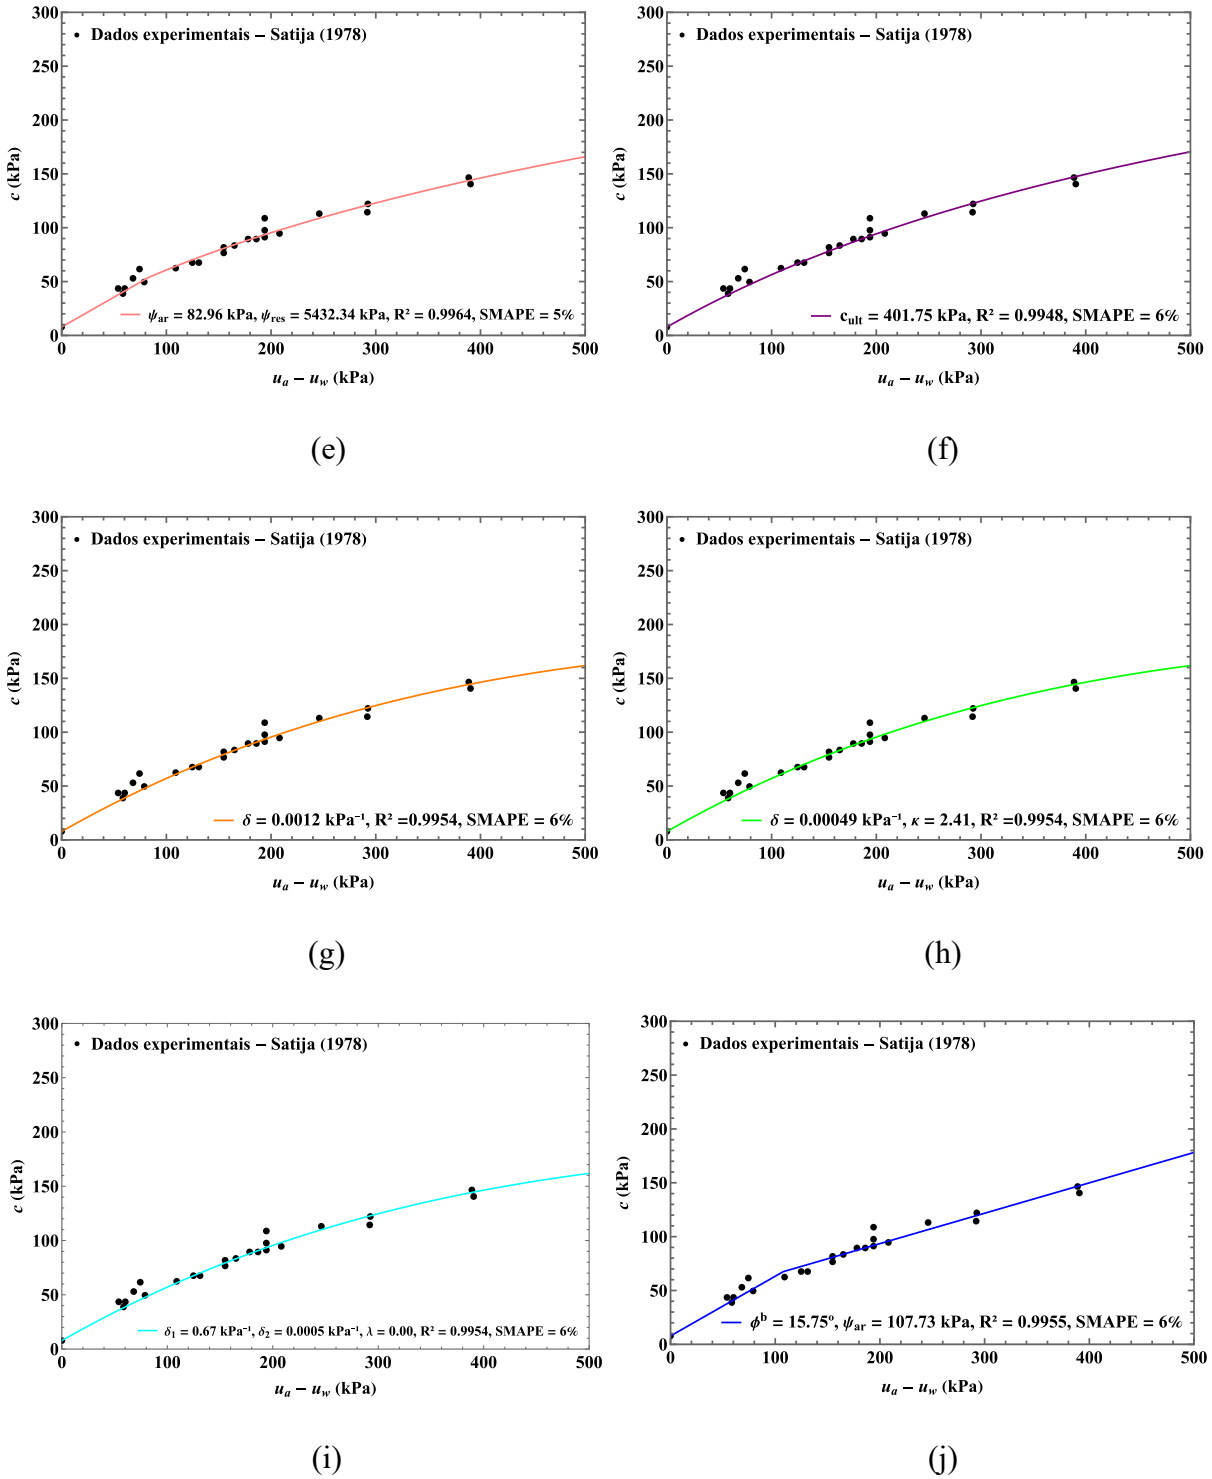 300
250
200
150
100
50
0
c (kPa)
• Dados experimentais – Satija (1978)
ψar = 82.96 kPa, ψres = 5432.34 kPa, R² = 0.9964, SMAPE = 5%
0 100 200 300 400 500
ua – uw (kPa)
(e)
300
250
200
150
100
50
0
c (kPa)
• Dados experimentais – Satija (1978)
cult = 401.75 kPa, R² = 0.9948, SMAPE = 6%
0 100 200 300 400 500
ua – uw (kPa)
(f)
300
250
200
150
100
50
0
c (kPa)
• Dados experimentais – Satija (1978)
δ = 0.0012 kPa⁻¹, R² =0.9954, SMAPE = 6%
0 100 200 300 400 500
ua – uw (kPa)
(g)
300
250
200
150
100
50
0
c (kPa)
• Dados experimentais – Satija (1978)
δ = 0.00049 kPa⁻¹, κ = 2.41, R² =0.9954, SMAPE = 6%
0 100 200 300 400 500
ua – uw (kPa)
(h)
300
250
200
150
100
50
0
c (kPa)
• Dados experimentais – Satija (1978)
δ1 = 0.67 kPa⁻¹, δ2 = 0.0005 kPa⁻¹, λ = 0.00, R² = 0.9954, SMAPE = 6%
0 100 200 300 400 500
ua – uw (kPa)
(i)
300
250
200
150
100
50
0
c (kPa)
• Dados experimentais – Satija (1978)
ϕᵇ = 15.75º, ψar = 107.73 kPa, R² = 0.9955, SMAPE = 6%
0 100 200 300 400 500
ua – uw (kPa)
(j)